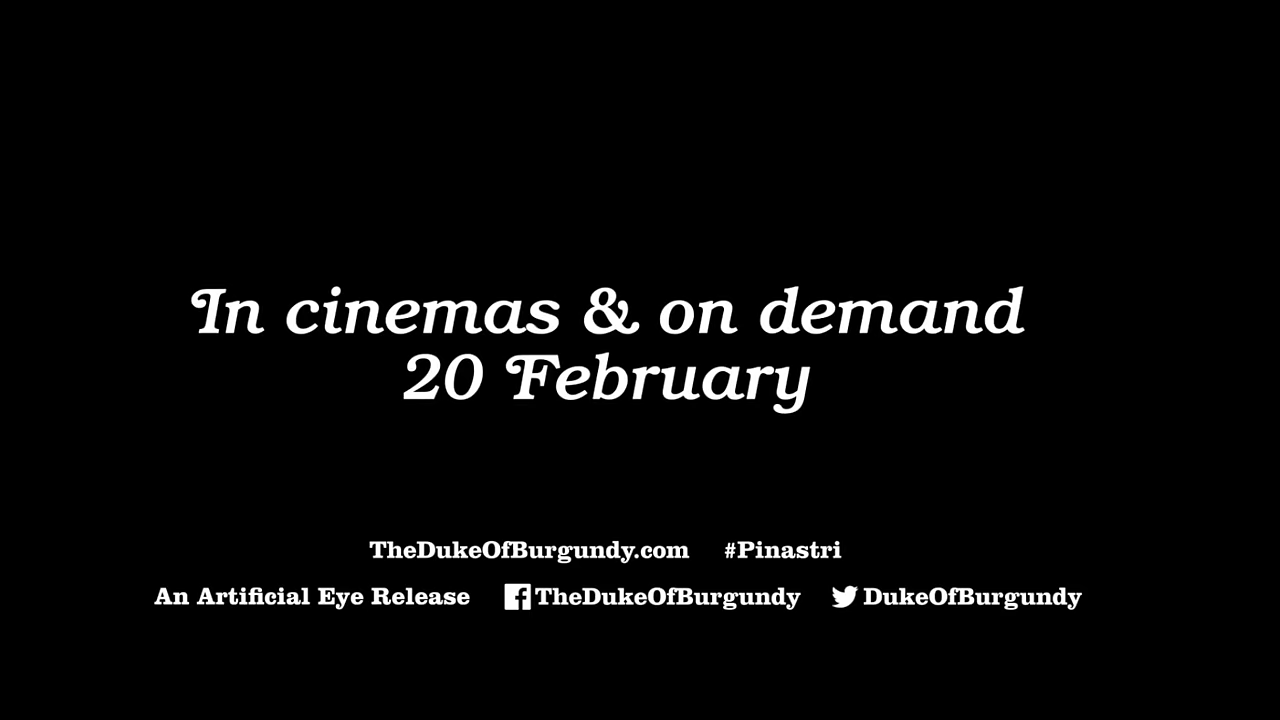 In cinemas & on demand
20 February
TheDukeOfBurgundy.com #Pinastri
An Artificial Eye Release TheDukeOfBurgundy DukeOfBurgundy